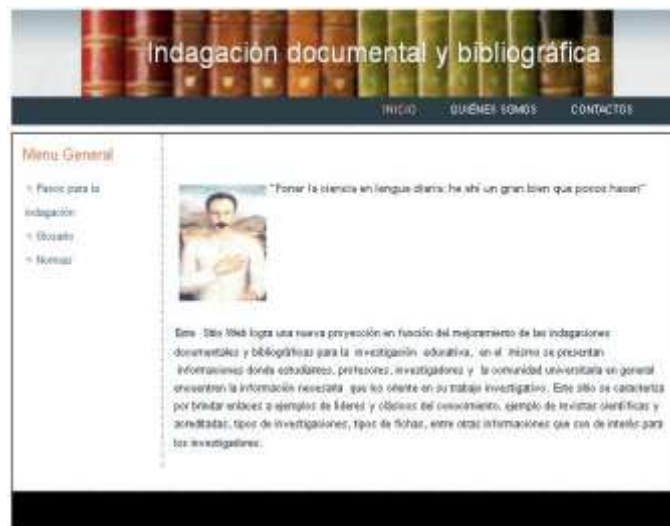 Indagación documental y bibliográfica
INICIO QUIÉNES SOMOS CONTACTOS
Menu General
Pasos para la
indagación
Glosario
Normas
"Poner la ciencia en lengua diaria: he ahí un gran bien que pocos hacen"
Este Sitio Web logra una nueva proyección en función del mejoramiento de las indagaciones
documentales y bibliográficas para la investigación educativa, en el mismo se presentan
informaciones donde estudiantes, profesores, investigadores y la comunidad universitaria en general
encuentren la información necesaria que los oriente en su trabajo investigativo. Este sitio se caracteriza
por brindar enlaces a ejemplos de líderes y clásicos del conocimiento, ejemplo de revistas científicas y
acreditadas, tipos de investigaciones, tipos de fichas, entre otras informaciones que son de interés para
los investigadores.